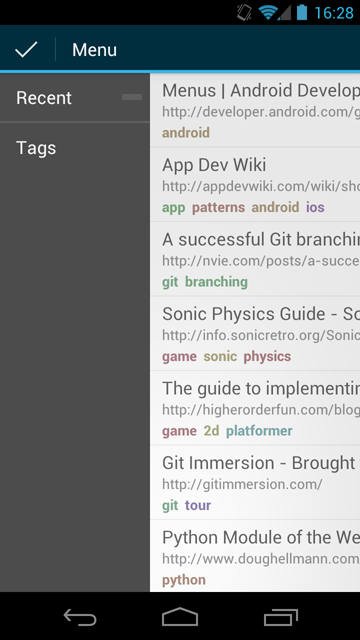 16:28
Menu
Recent
Tags
Menus | Android Develop
http://developer.android.com/g
android
App Dev Wiki
http://appdevwiki.com/wiki/sho
app patterns android ios
A successful Git branchin
http://nvie.com/posts/a-succe
git branching
Sonic Physics Guide - So
http://info.sonicretro.org/Sonic
game sonic physics
The guide to implementin
http://higherorderfun.com/blog
game 2d platformer
Git Immersion - Brought
http://gitimmersion.com/
git tour
Python Module of the We
http://www.doughellmann.com
python